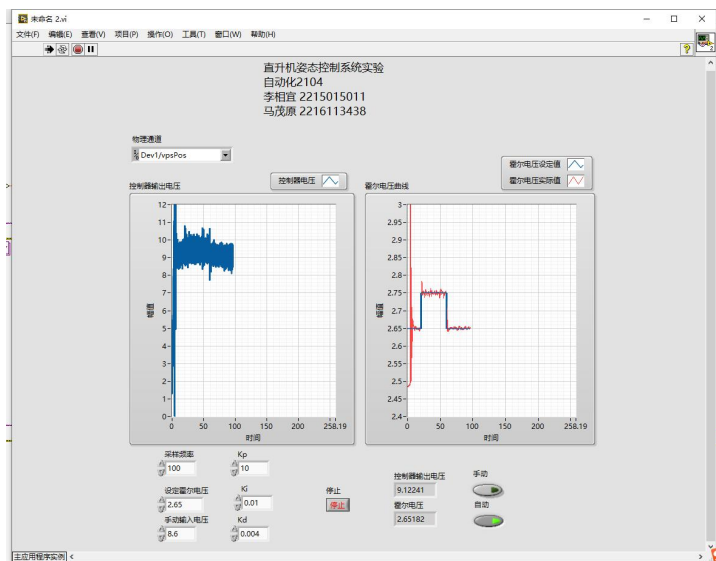 未命名 2.vi
文件(F) 编辑(E) 查看(V) 项目(P) 操作(O) 工具(T) 窗口(W) 帮助(H)
直升机姿态控制系统实验
自动化2104
李相宜 2215015011
马茂原 2216113438
物理通道
Dev1/vpsPos
控制器输出电压
控制器电压
霍尔电压曲线
霍尔电压设定值
霍尔电压实际值
12
11
10
9
8
7
6
5
4
3
2
1
0
幅值
0 50 100 150 200 258.19
时间
3
2.95
2.9
2.85
2.8
2.75
2.7
2.65
2.6
2.55
2.5
2.45
2.4
幅值
0 50 100 150 200 258.19
时间
采样频率
100
Kp
10
设定霍尔电压
2.65
Ki
0.01
手动输入电压
8.6
Kd
0.004
停止
停止
控制器输出电压
9.12241
霍尔电压
2.65182
手动
自动
主应用程序实例